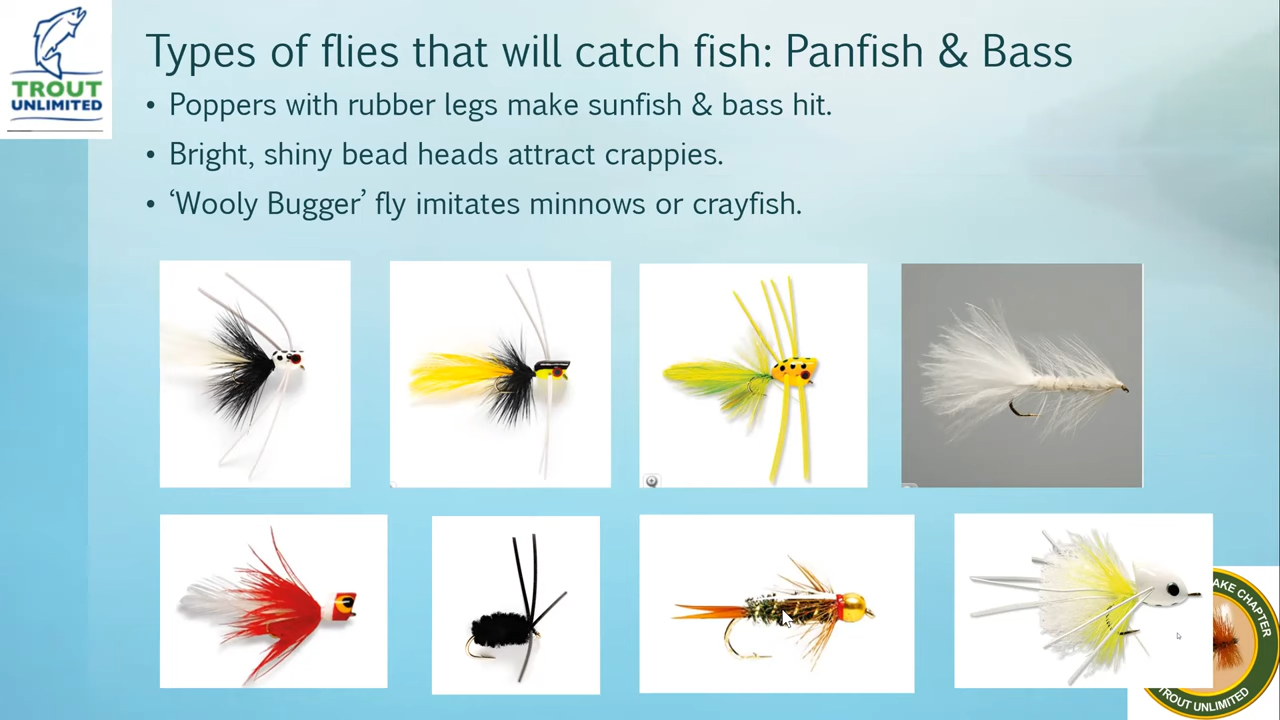 TROUT
UNLIMITED
Types of flies that will catch fish: Panfish & Bass
• Poppers with rubber legs make sunfish & bass hit.
• Bright, shiny bead heads attract crappies.
• ‘Wooly Bugger’ fly imitates minnows or crayfish.
CHAPTER
TROUT UNLIMITED